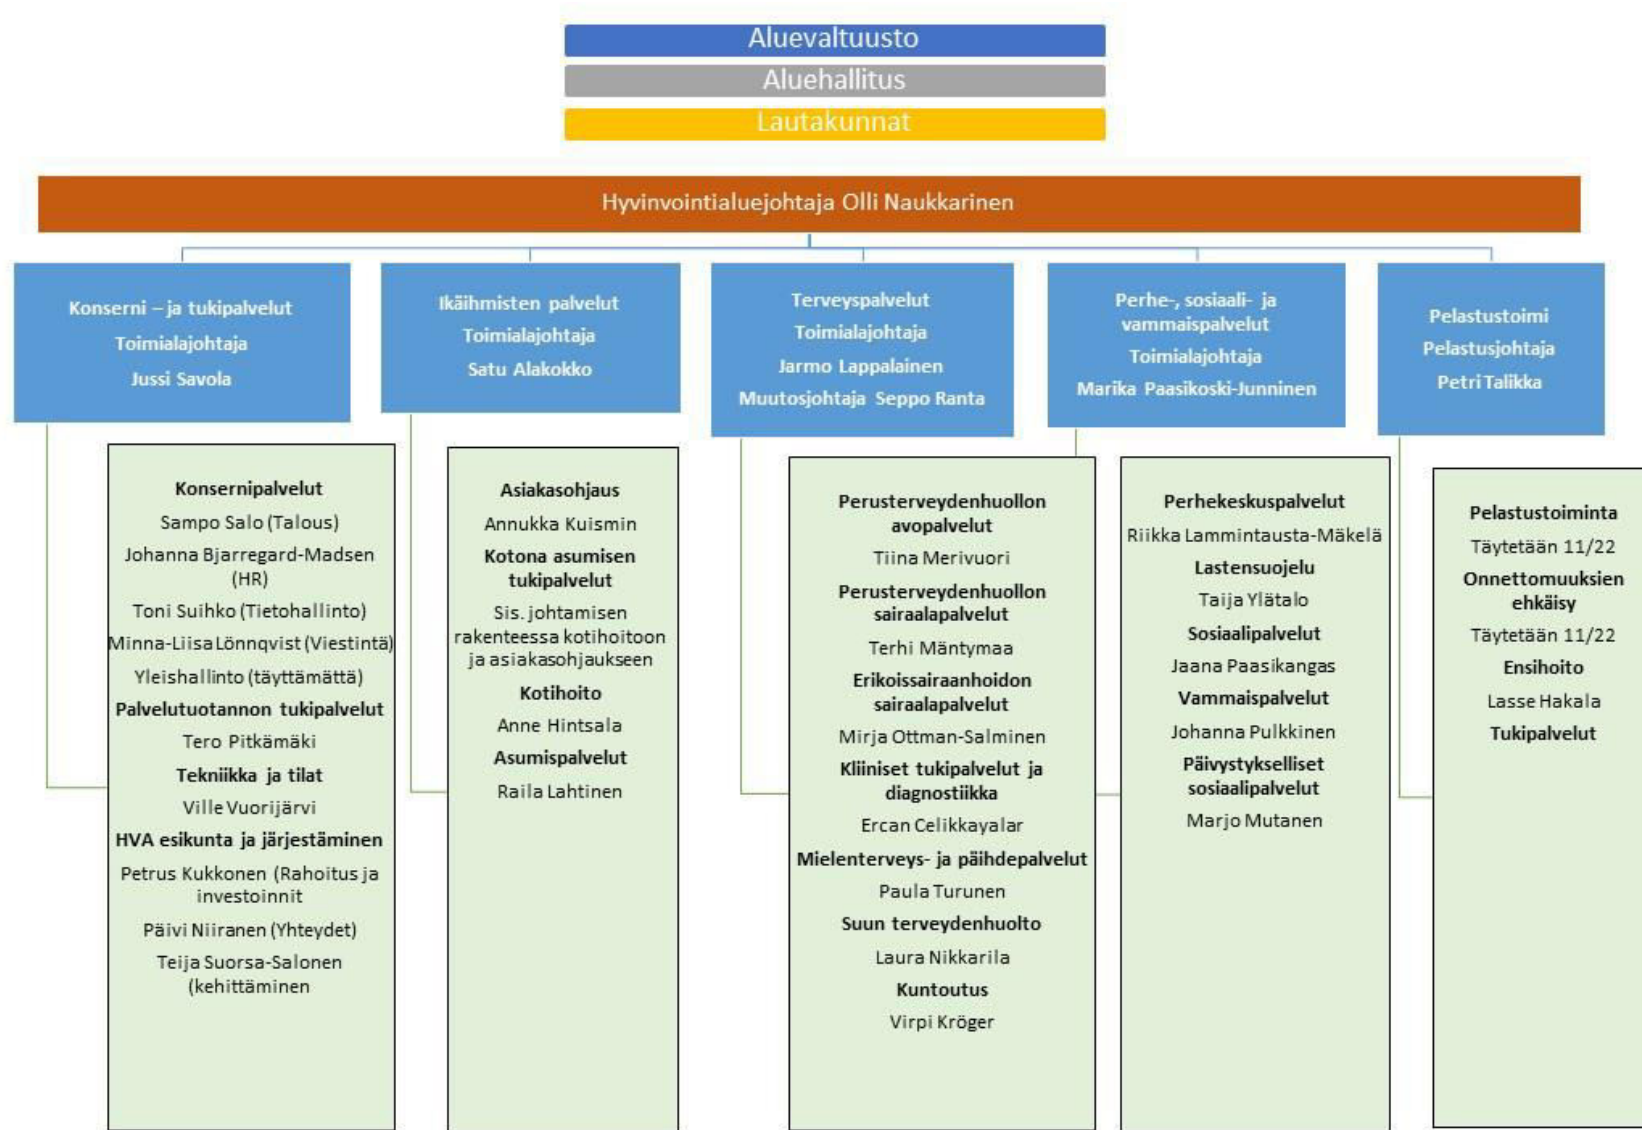 Aluevaltuusto
Aluehallitus
Lautakunnat
Hyvinvointialuejohtaja Olli Naukkarinen
Konserni – ja tukipalvelut
Toimialajohtaja
Jussi Savola
Ikäihmisten palvelut
Toimialajohtaja
Satu Alakokko
Terveyspalvelut
Toimialajohtaja
Jarmo Lappalainen
Muutosjohtaja Seppo Ranta
Perhe-, sosiaali- ja
vammaispalvelut
Toimialajohtaja
Marika Paasikoski-Junninen
Pelastustoimi
Pelastusjohtaja
Petri Talikka
Konsernipalvelut
Sampo Salo (Talous)
Johanna Bjarregard-Madsen
(HR)
Toni Suihko (Tietohallinto)
Minna-Liisa Lönnqvist (Viestintä)
Yleishallinto (täyttämättä)
Palvelutuotannon tukipalvelut
Tero Pitkämäki
Tekniikka ja tilat
Ville Vuorijärvi
HVA esikunta ja järjestäminen
Petrus Kukkonen (Rahoitus ja
investoinnit
Päivi Niiranen (Yhteydet)
Teija Suorsa-Salonen
(kehittäminen
Asiakasohjaus
Annukka Kuismin
Kotona asumisen
tukipalvelut
Sis. johtamisen
rakenteessa kotihoitoon
ja asiakasohjaukseen
Kotihoito
Anne Hintsala
Asumispalvelut
Raila Lahtinen
Perusterveydenhuollon
avopalvelut
Tiina Merivuori
Perusterveydenhuollon
sairaalapalvelut
Terhi Mäntymaa
Erikoissairaanhoidon
sairaalapalvelut
Mirja Ottman-Salminen
Kliiniset tukipalvelut ja
diagnostiikka
Ercan Celikkayalar
Mielenterveys- ja päihdepalvelut
Paula Turunen
Suun terveydenhuolto
Laura Nikkarila
Kuntoutus
Virpi Kröger
Perhekeskuspalvelut
Riikka Lammintausta-Mäkelä
Lastensuojelu
Taija Ylätalo
Sosiaalipalvelut
Jaana Paasikangas
Vammaispalvelut
Johanna Pulkkinen
Päivystykselliset
sosiaalipalvelut
Marjo Mutanen
Pelastustoiminta
Täytetään 11/22
Onnettomuuksien
ehkäisy
Täytetään 11/22
Ensihoito
Lasse Hakala
Tukipalvelut